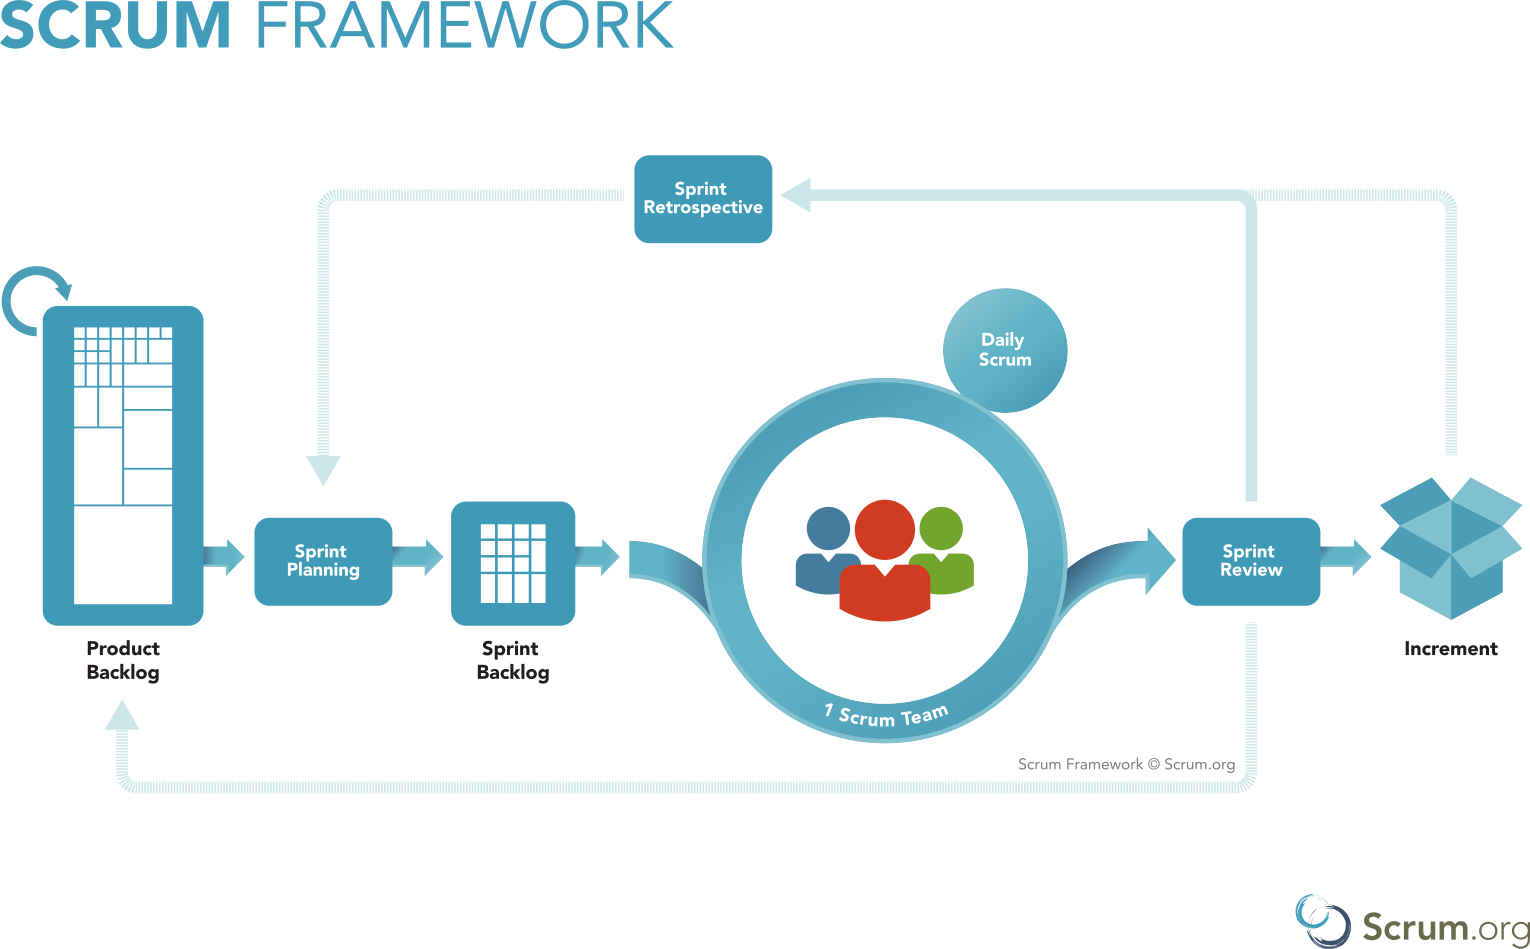 SCRUM FRAMEWORK
Sprint
Retrospective
Daily
Scrum
Sprint
Planning
Sprint
Review
Product
Backlog
Sprint
Backlog
Increment
1 Scrum Team
Scrum Framework © Scrum.org
Scrum.org